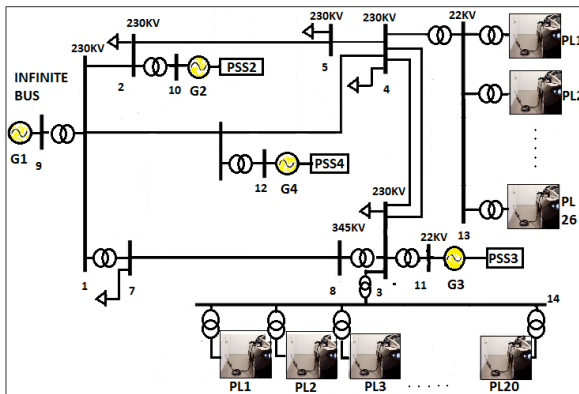 230KV
230KV
230KV
22KV
PL1
230KV
5
4
2
10
G2
PSS2
PL2
INFINITE
BUS
G1
9
12
G4
PSS4
PL
26
13
230KV
345KV
22KV
1
7
8
3
11
G3
PSS3
14
PL1
PL2
PL3
. . . . .
PL20